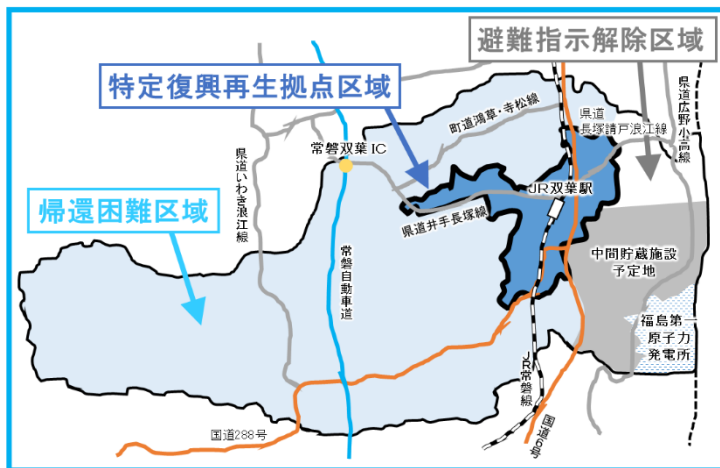 避難指示解除区域
特定復興再生拠点区域
帰還困難区域
県道いわき浪江線
常磐双葉IC
町道鴻草・寺松線
県道
長塚請戸浪江線
県道広野小高線
JR双葉駅
県道井手長塚線
中間貯蔵施設
予定地
常磐自動車道
福島第一
原子力
発電所
JR常磐線
国道6号
国道288号